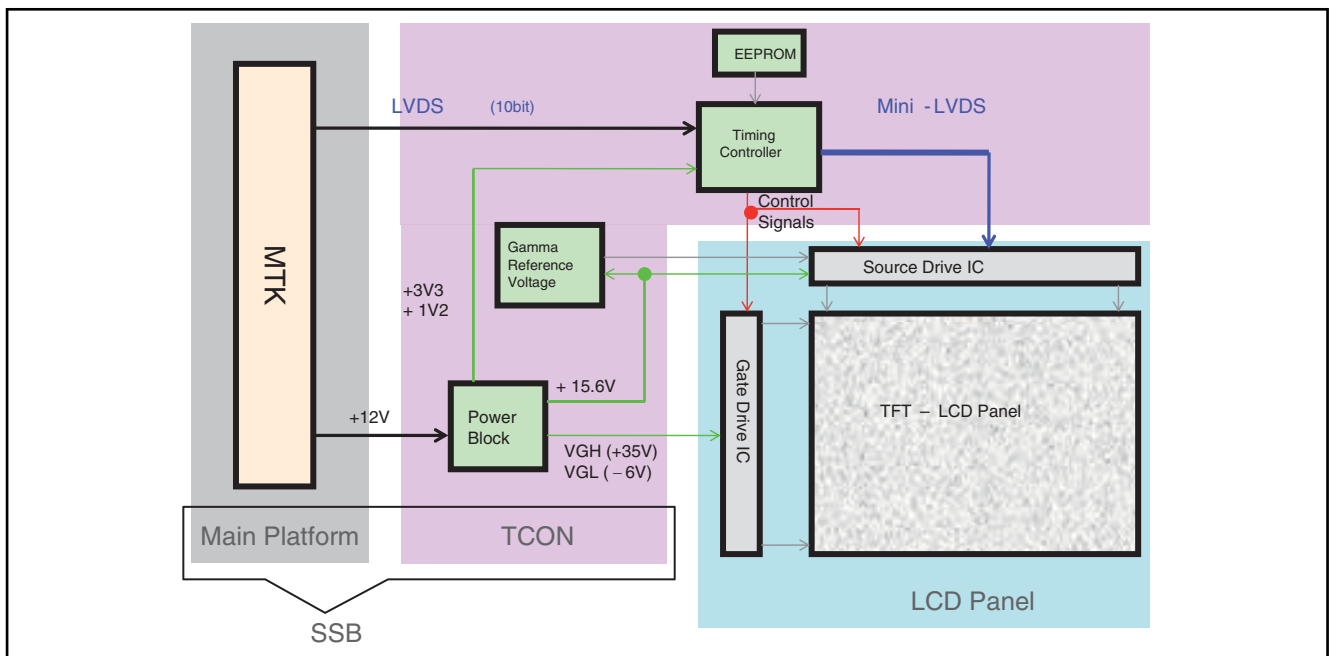 EEPROM
LVDS (10bit)
Mini - LVDS
Timing
Controller
Control
Signals
MTK
Gamma
Reference
Voltage
Source Drive IC
+3V3
+ 1V2
Gate Drive IC
TFT – LCD Panel
+ 15.6V
+12V
Power
Block
VGH (+35V)
VGL ( – 6V)
Main Platform
TCON
LCD Panel
SSB